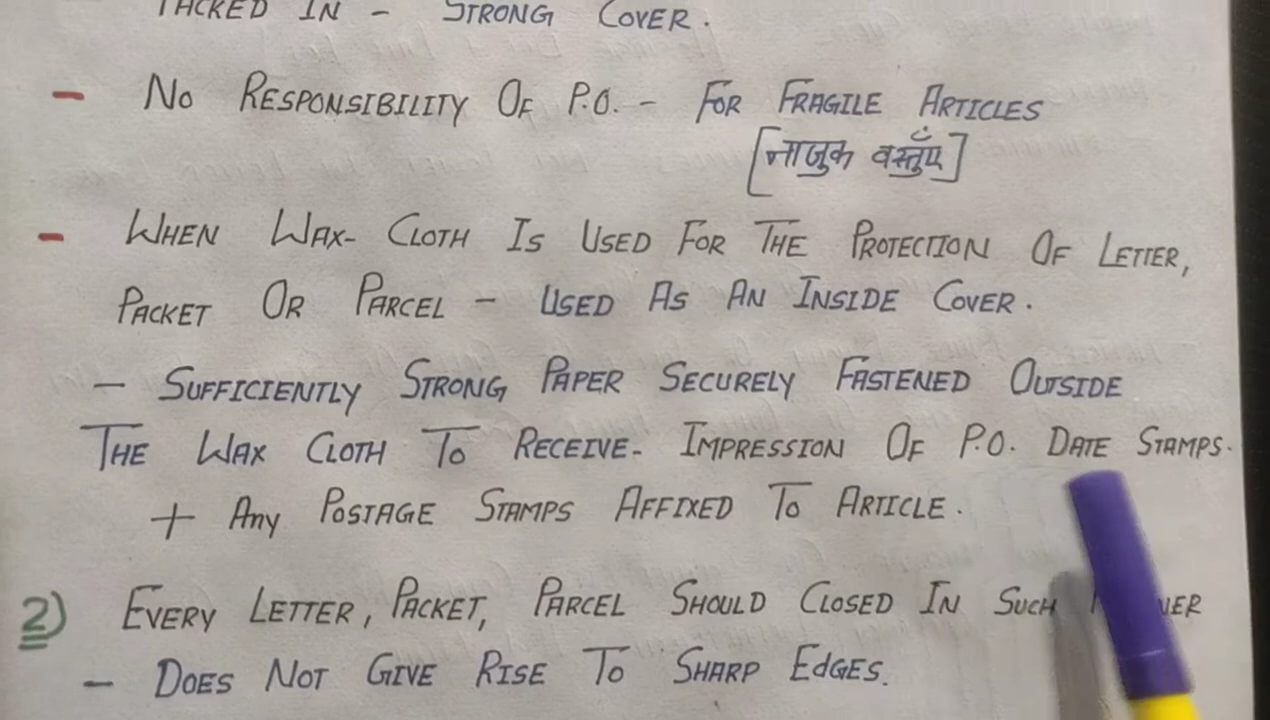 PACKED IN - STRONG COVER.
- NO RESPONSIBILITY OF P.O. - FOR FRAGILE ARTICLES
[नाजुक वस्तुएँ]
- WHEN WAX- CLOTH IS USED FOR THE PROTECTION OF LETTER,
PACKET OR PARCEL - USED AS AN INSIDE COVER.
- SUFFICIENTLY STRONG PAPER SECURELY FASTENED OUTSIDE
THE WAX CLOTH TO RECEIVE- IMPRESSION OF P.O. DATE STAMPS.
+ ANY POSTAGE STAMPS AFFIXED TO ARTICLE.
2) EVERY LETTER, PACKET, PARCEL SHOULD CLOSED IN SUCH
- DOES NOT GIVE RISE TO SHARP EDGES.